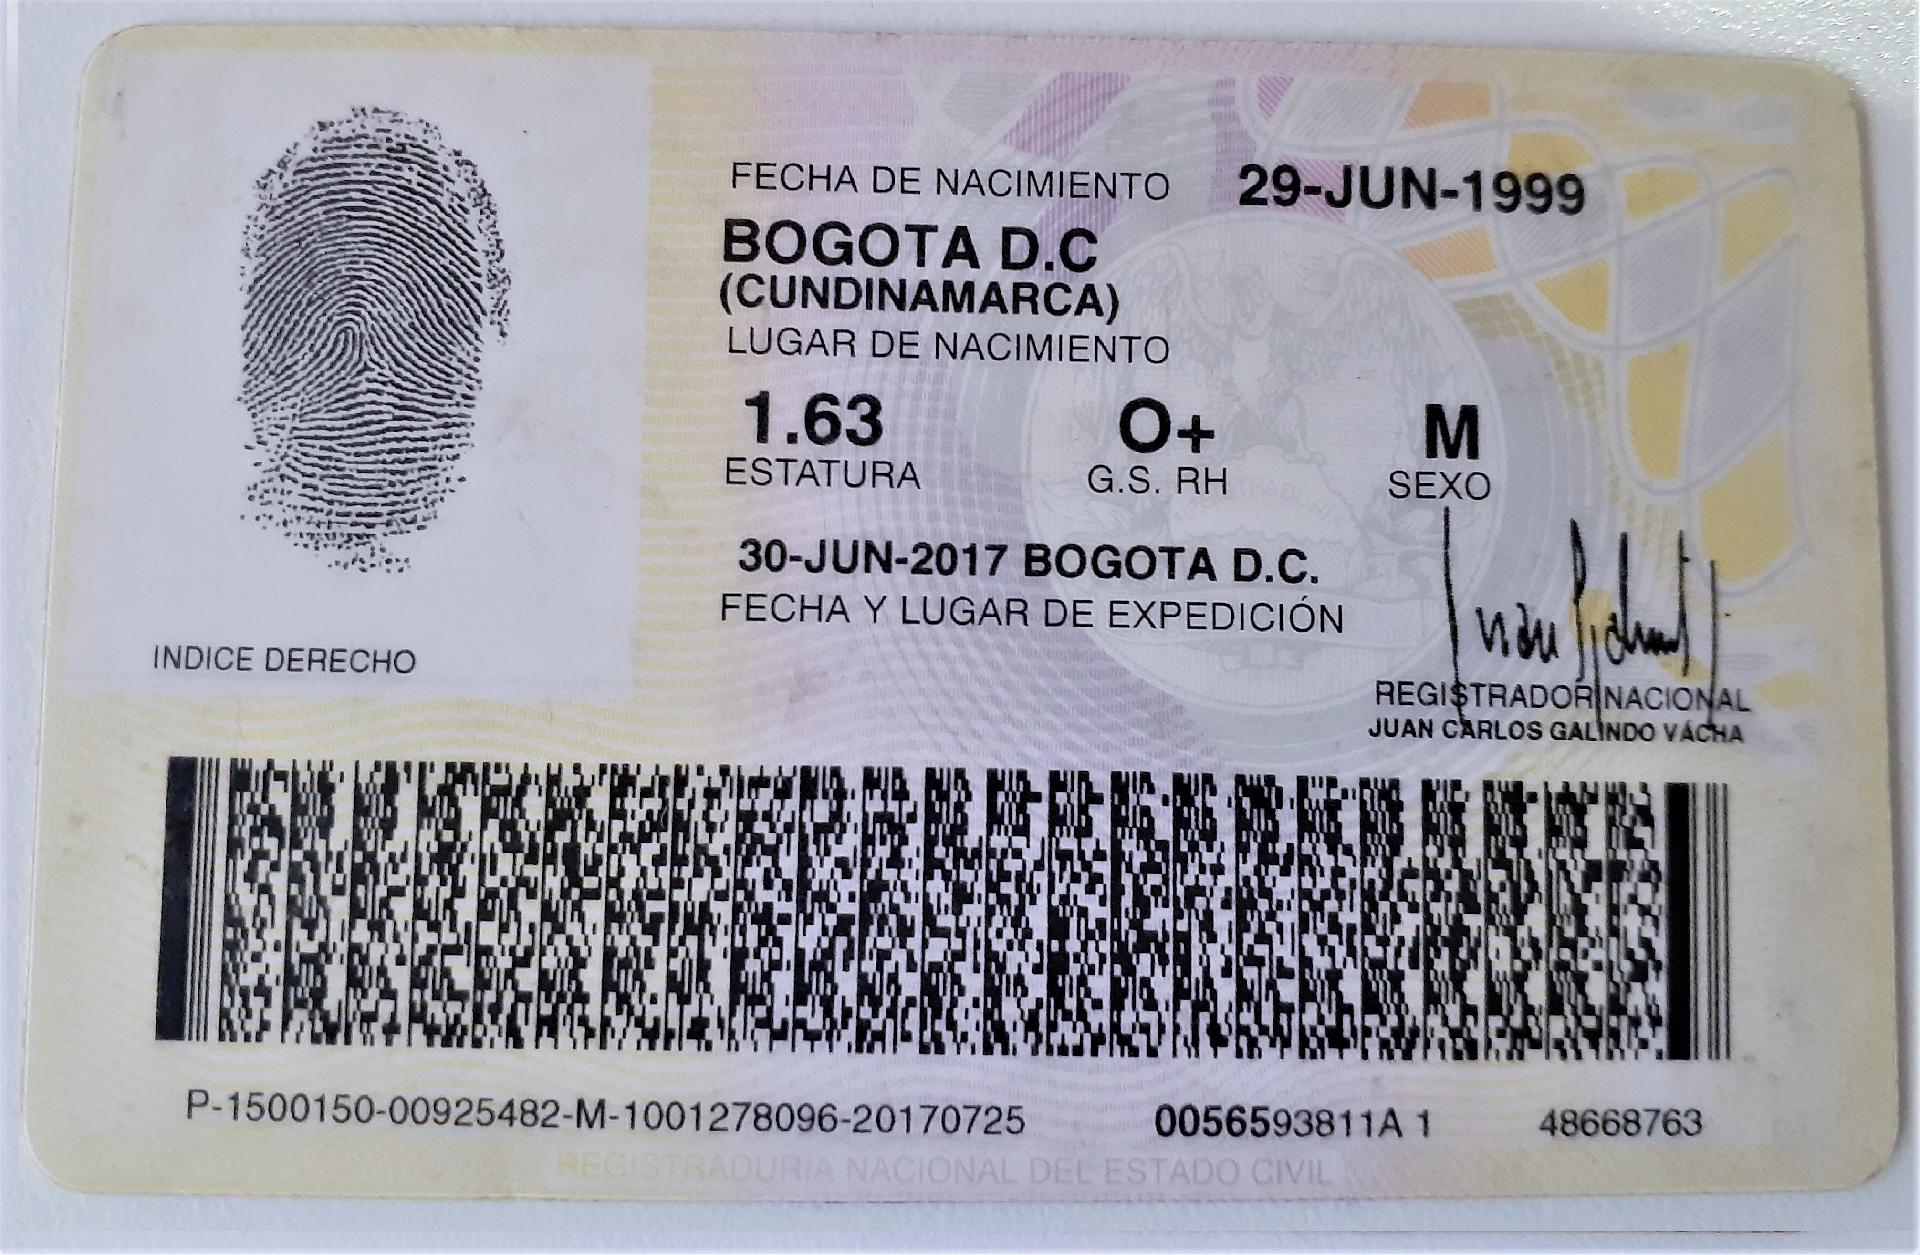 FECHA DE NACIMIENTO 29-JUN-1999
BOGOTA D.C
(CUNDINAMARCA)
LUGAR DE NACIMIENTO
1.63 O+ M
ESTATURA G.S. RH SEXO
30-JUN-2017 BOGOTA D.C.
FECHA Y LUGAR DE EXPEDICIÓN
INDICE DERECHO
REGISTRADOR NACIONAL
JUAN CARLOS GALINDO VÁCHA
P-1500150-00925482-M-1001278096-20170725 0056593811A 1 48668763
REGISTRADURIA NACIONAL DEL ESTADO CIVIL